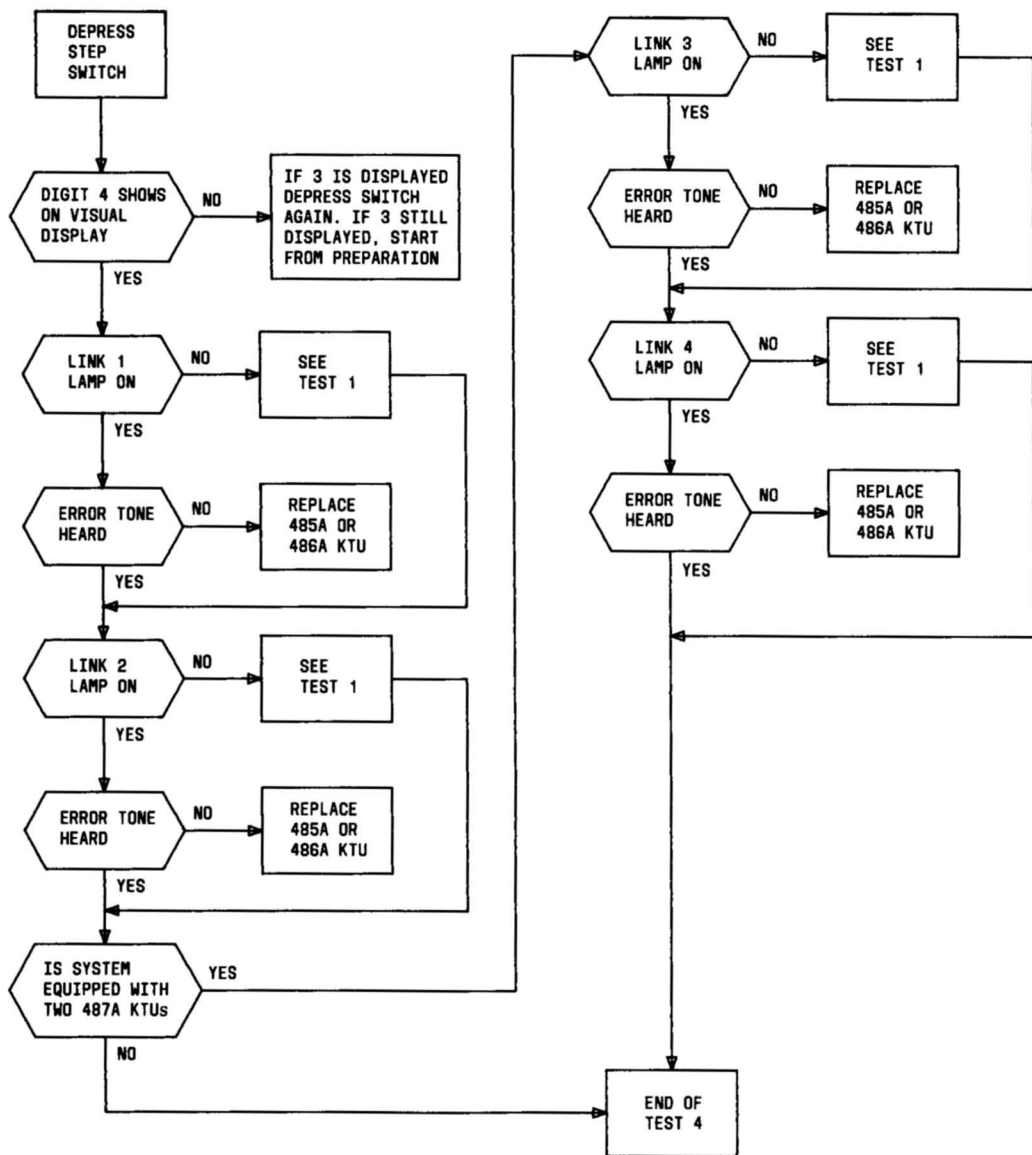 DEPRESS
STEP
SWITCH
DIGIT 4 SHOWS
ON VISUAL
DISPLAY
NO
IF 3 IS DISPLAYED
DEPRESS SWITCH
AGAIN. IF 3 STILL
DISPLAYED, START
FROM PREPARATION
YES
LINK 1
LAMP ON
NO
SEE
TEST 1
YES
ERROR TONE
HEARD
NO
REPLACE
485A OR
486A KTU
YES
LINK 2
LAMP ON
NO
SEE
TEST 1
YES
ERROR TONE
HEARD
NO
REPLACE
485A OR
486A KTU
YES
IS SYSTEM
EQUIPPED WITH
TWO 487A KTUs
YES
NO
LINK 3
LAMP ON
NO
SEE
TEST 1
YES
ERROR TONE
HEARD
NO
REPLACE
485A OR
486A KTU
YES
LINK 4
LAMP ON
NO
SEE
TEST 1
YES
ERROR TONE
HEARD
NO
REPLACE
485A OR
486A KTU
YES
END OF
TEST 4